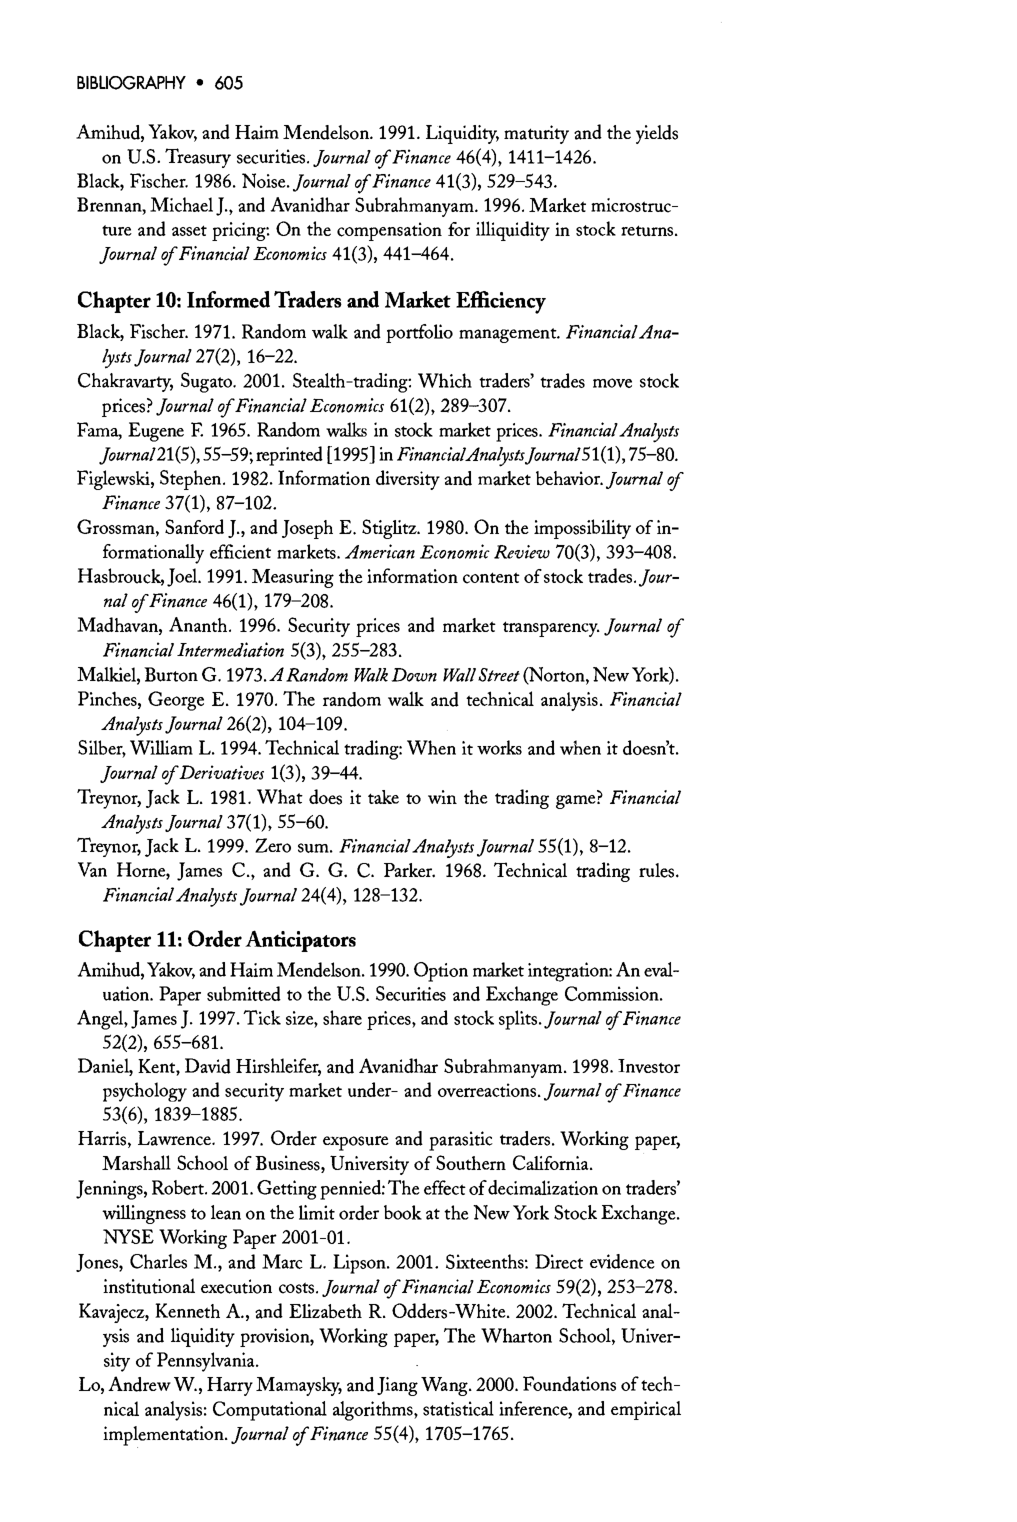 BIBLIOGRAPHY • 605
Amihud, Yakov, and Haim Mendelson. 1991. Liquidity, maturity and the yields
on U.S. Treasury securities. Journal of Finance 46(4), 1411–1426.
Black, Fischer. 1986. Noise. Journal of Finance 41(3), 529–543.
Brennan, Michael J., and Avanidhar Subrahmanyam. 1996. Market microstruc-
ture and asset pricing: On the compensation for illiquidity in stock returns.
Journal of Financial Economics 41(3), 441–464.
Chapter 10: Informed Traders and Market Efficiency
Black, Fischer. 1971. Random walk and portfolio management. Financial Ana-
lysts Journal 27(2), 16–22.
Chakravarty, Sugato. 2001. Stealth-trading: Which traders' trades move stock
prices? Journal of Financial Economics 61(2), 289–307.
Fama, Eugene F. 1965. Random walks in stock market prices. Financial Analysts
Journal 21(5), 55–59; reprinted [1995] in Financial Analysts Journal 51(1), 75–80.
Figlewski, Stephen. 1982. Information diversity and market behavior. Journal of
Finance 37(1), 87–102.
Grossman, Sanford J., and Joseph E. Stiglitz. 1980. On the impossibility of in-
formationally efficient markets. American Economic Review 70(3), 393–408.
Hasbrouck, Joel. 1991. Measuring the information content of stock trades. Jour-
nal of Finance 46(1), 179–208.
Madhavan, Ananth. 1996. Security prices and market transparency. Journal of
Financial Intermediation 5(3), 255–283.
Malkiel, Burton G. 1973. A Random Walk Down Wall Street (Norton, New York).
Pinches, George E. 1970. The random walk and technical analysis. Financial
Analysts Journal 26(2), 104–109.
Silber, William L. 1994. Technical trading: When it works and when it doesn't.
Journal of Derivatives 1(3), 39–44.
Treynor, Jack L. 1981. What does it take to win the trading game? Financial
Analysts Journal 37(1), 55–60.
Treynor, Jack L. 1999. Zero sum. Financial Analysts Journal 55(1), 8–12.
Van Horne, James C., and G. G. C. Parker. 1968. Technical trading rules.
Financial Analysts Journal 24(4), 128–132.
Chapter 11: Order Anticipators
Amihud, Yakov, and Haim Mendelson. 1990. Option market integration: An eval-
uation. Paper submitted to the U.S. Securities and Exchange Commission.
Angel, James J. 1997. Tick size, share prices, and stock splits. Journal of Finance
52(2), 655–681.
Daniel, Kent, David Hirshleifer, and Avanidhar Subrahmanyam. 1998. Investor
psychology and security market under- and overreactions. Journal of Finance
53(6), 1839–1885.
Harris, Lawrence. 1997. Order exposure and parasitic traders. Working paper,
Marshall School of Business, University of Southern California.
Jennings, Robert. 2001. Getting pennied: The effect of decimalization on traders'
willingness to lean on the limit order book at the New York Stock Exchange.
NYSE Working Paper 2001-01.
Jones, Charles M., and Marc L. Lipson. 2001. Sixteenths: Direct evidence on
institutional execution costs. Journal of Financial Economics 59(2), 253–278.
Kavajecz, Kenneth A., and Elizabeth R. Odders-White. 2002. Technical anal-
ysis and liquidity provision, Working paper, The Wharton School, Univer-
sity of Pennsylvania.
Lo, Andrew W., Harry Mamaysky, and Jiang Wang. 2000. Foundations of tech-
nical analysis: Computational algorithms, statistical inference, and empirical
implementation. Journal of Finance 55(4), 1705–1765.